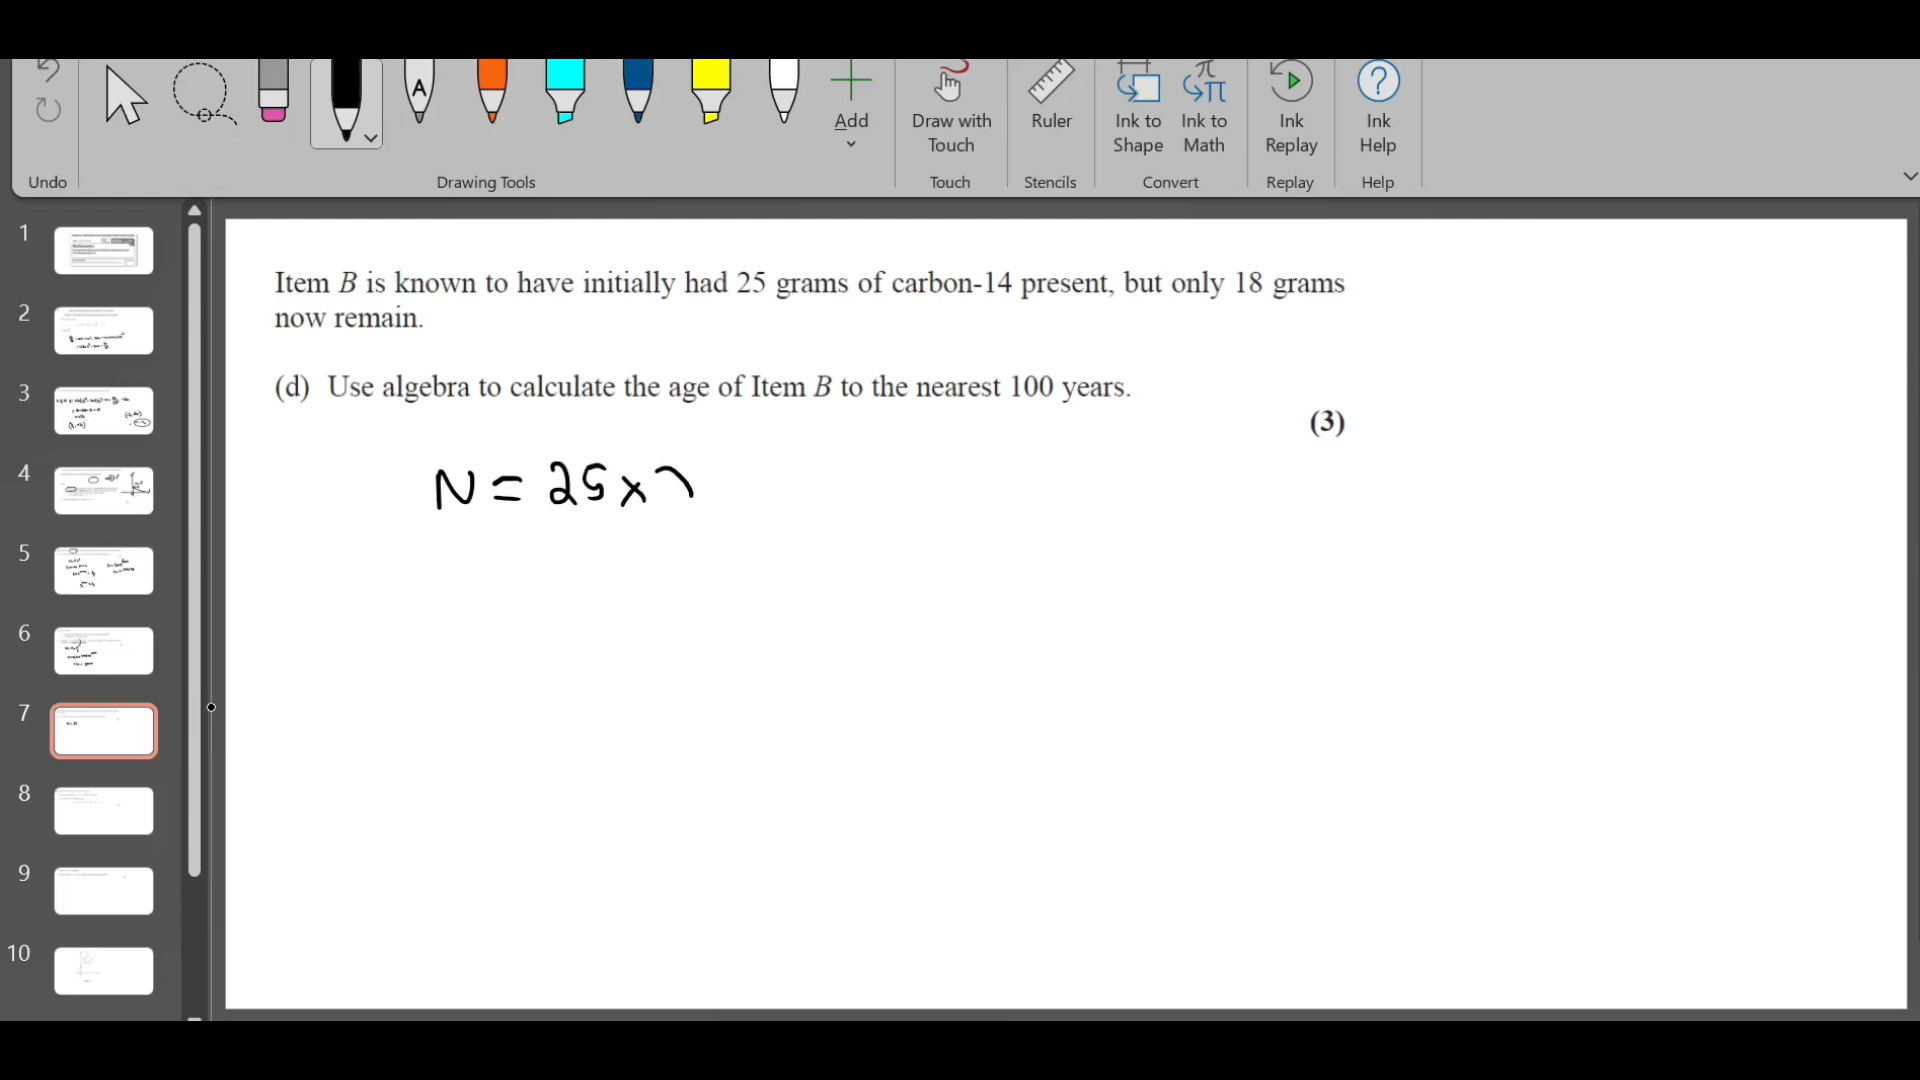 Add
Draw with
Touch
Ruler
Ink to
Shape
Ink to
Math
Ink
Replay
Ink
Help
Undo
Drawing Tools
Touch
Stencils
Convert
Replay
Help
1
2
3
4
5
6
7
8
9
10
Item B is known to have initially had 25 grams of carbon-14 present, but only 18 grams
now remain.
(d) Use algebra to calculate the age of Item B to the nearest 100 years.
(3)
N = 25 ×